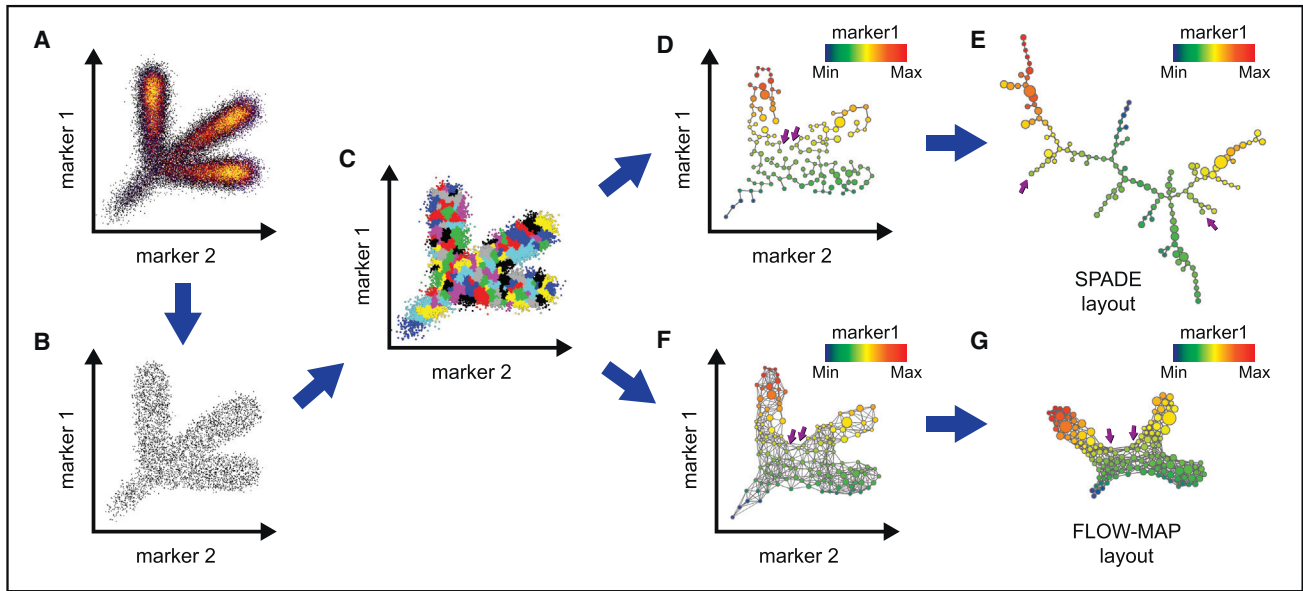 A
marker 1
marker 2
B
marker 1
marker 2
C
marker 1
marker 2
D
marker1
Min Max
marker 1
marker 2
E
marker1
Min Max
SPADE
layout
F
marker1
Min Max
marker 1
marker 2
G
marker1
Min Max
FLOW-MAP
layout